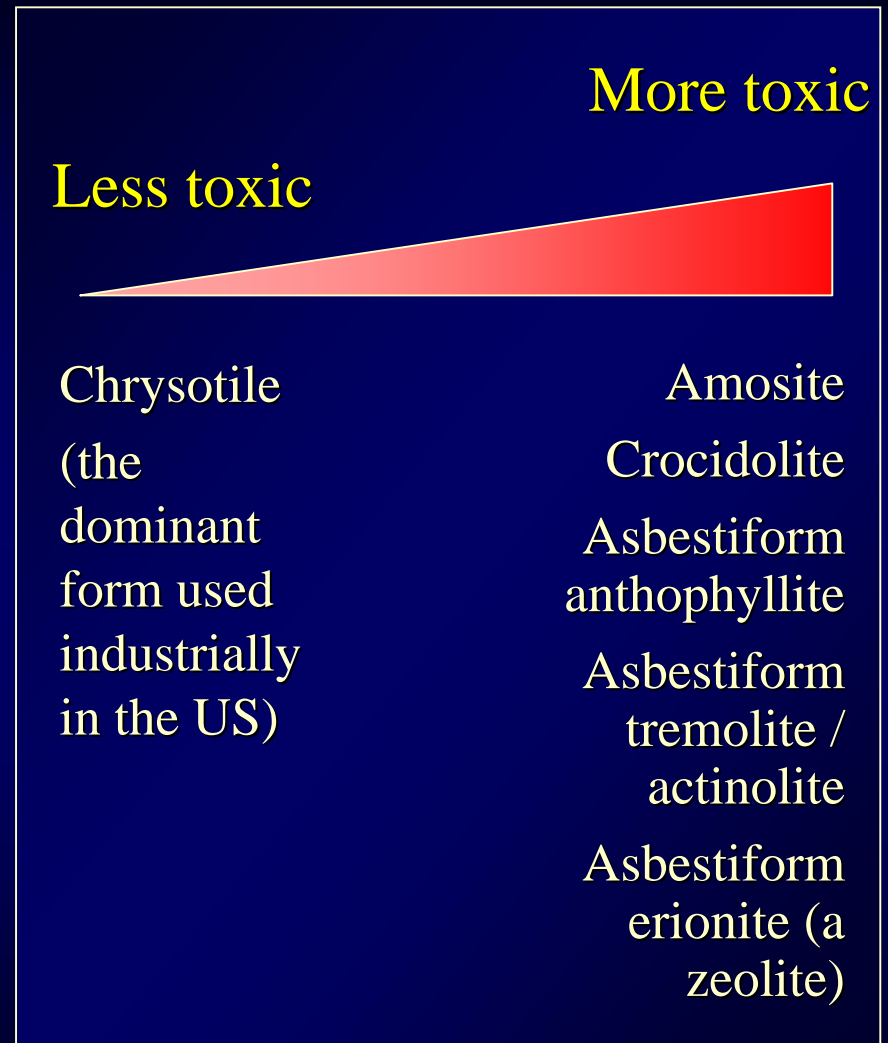 More toxic
Less toxic
Chrysotile
(the
dominant
form used
industrially
in the US)
Amosite
Crocidolite
Asbestiform
anthophyllite
Asbestiform
tremolite /
actinolite
Asbestiform
erionite (a
zeolite)